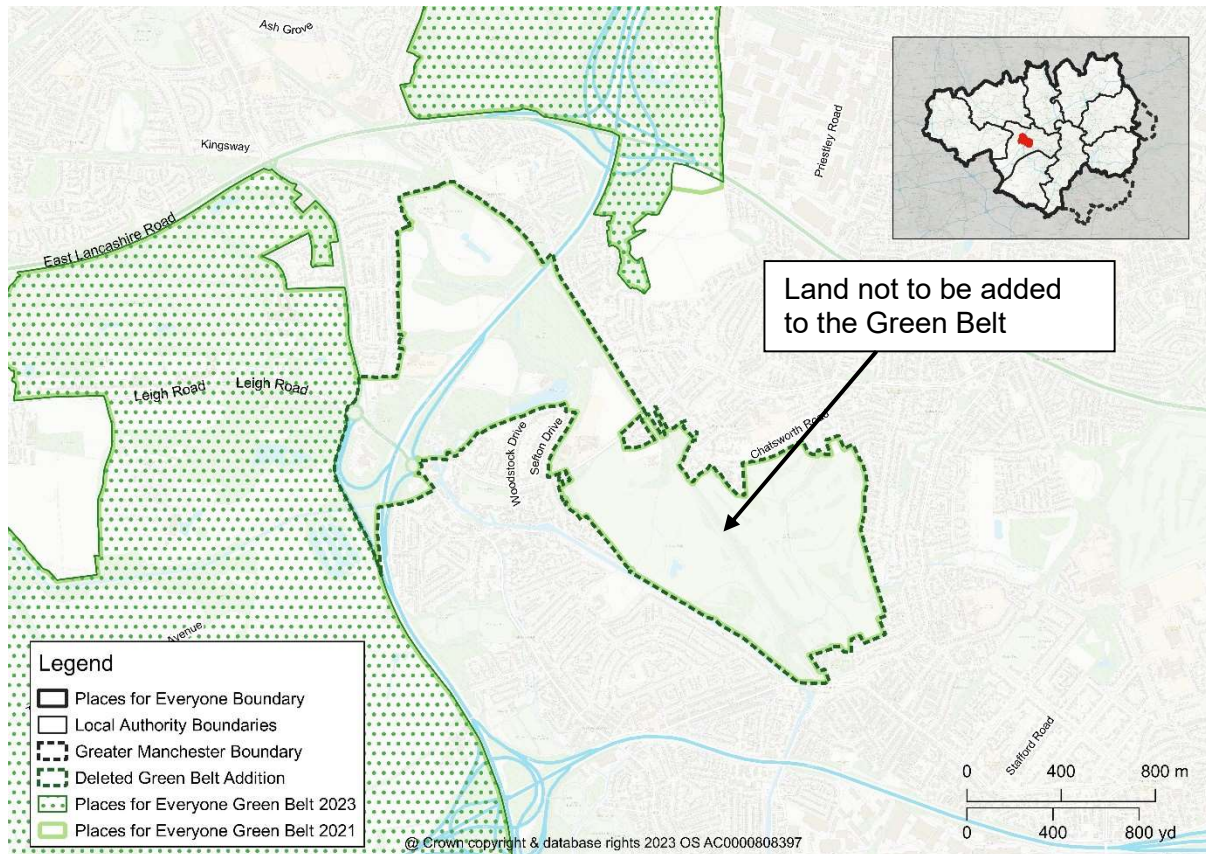 Ash Grove
Kingsway
Priestley Road
East Lancashire Road
Land not to be added
to the Green Belt
Leigh Road
Leigh Road
Chatsworth Road
Woodstock Drive
Sefton Drive
Avenue
Stafford Road
Legend
Places for Everyone Boundary
Local Authority Boundaries
Greater Manchester Boundary
Deleted Green Belt Addition
Places for Everyone Green Belt 2023
Places for Everyone Green Belt 2021
0 400 800 m
0 400 800 yd
@ Crown copyright & database rights 2023 OS AC0000808397